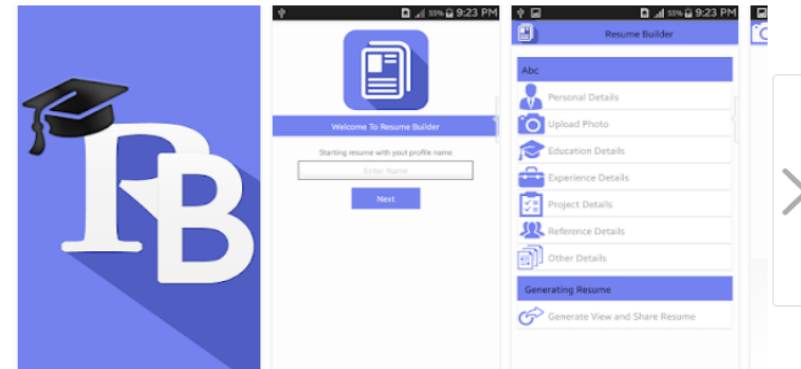 RB
55% 9:23 PM
Welcome To Resume Builder
Starting resume with yout profile name
Enter Name
Next
55% 9:23 PM
Resume Builder
Abc
Personal Details
Upload Photo
Education Details
Experience Details
Project Details
Reference Details
Other Details
Generating Resume
Generate View and Share Resume